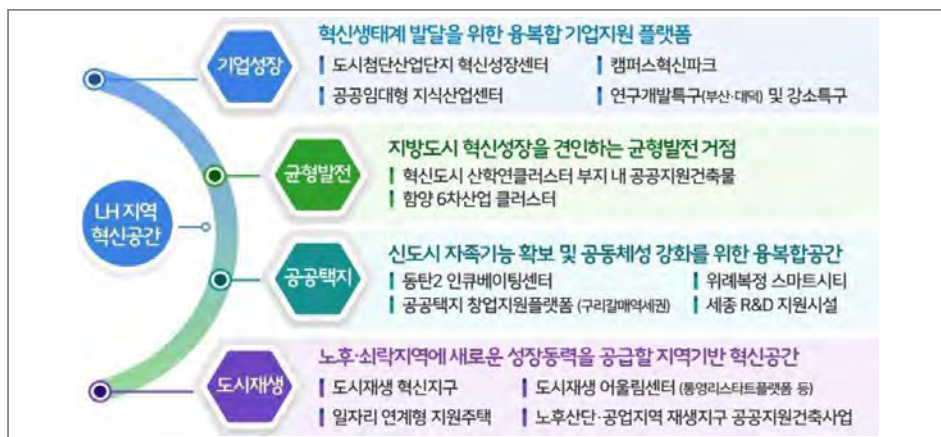 혁신생태계 발달을 위한 융복합 기업지원 플랫폼
기업성장
도시첨단산업단지 혁신성장센터
캠퍼스혁신파크
공공임대형 지식산업센터
연구개발특구(부산·대덕) 및 강소특구
지방도시 혁신성장을 견인하는 균형발전 거점
균형발전
혁신도시 산학연클러스터 부지 내 공공지원건축물
함양 6차산업 클러스터
LH 지역
혁신공간
신도시 자족기능 확보 및 공동체성 강화를 위한 융복합공간
공공택지
동탄2 인큐베이팅센터
위례복정 스마트시티
공공택지 창업지원플랫폼 (구리갈매역세권)
세종 R&D 지원시설
노후·쇠락지역에 새로운 성장동력을 공급할 지역기반 혁신공간
도시재생
도시재생 혁신지구
도시재생 어울림센터 (통영리스타트플랫폼 등)
일자리 연계형 지원주택
노후산단·공업지역 재생지구 공공지원건축사업